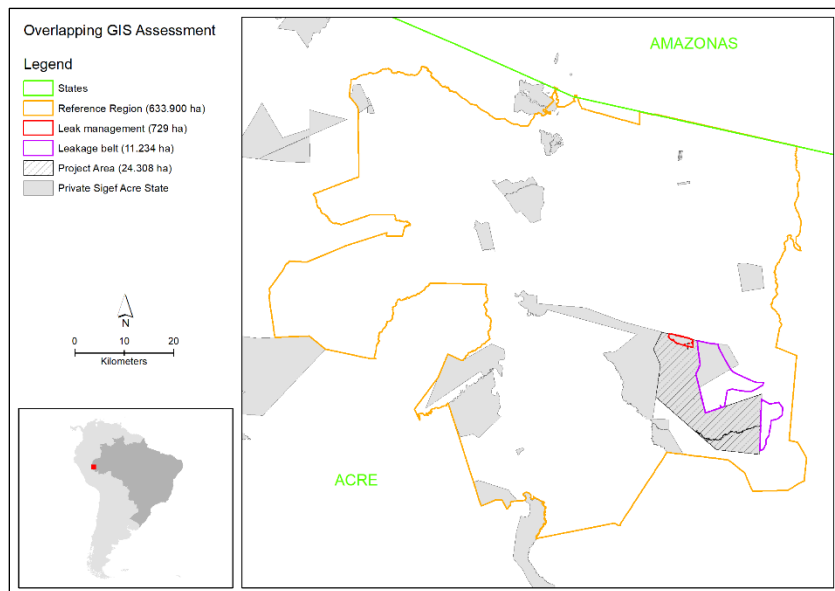 Overlapping GIS Assessment
Legend
States
Reference Region (633.900 ha)
Leak management (729 ha)
Leakage belt (11.234 ha)
Project Area (24.308 ha)
Private Sigef Acre State
N
0 10 20
Kilometers
AMAZONAS
ACRE